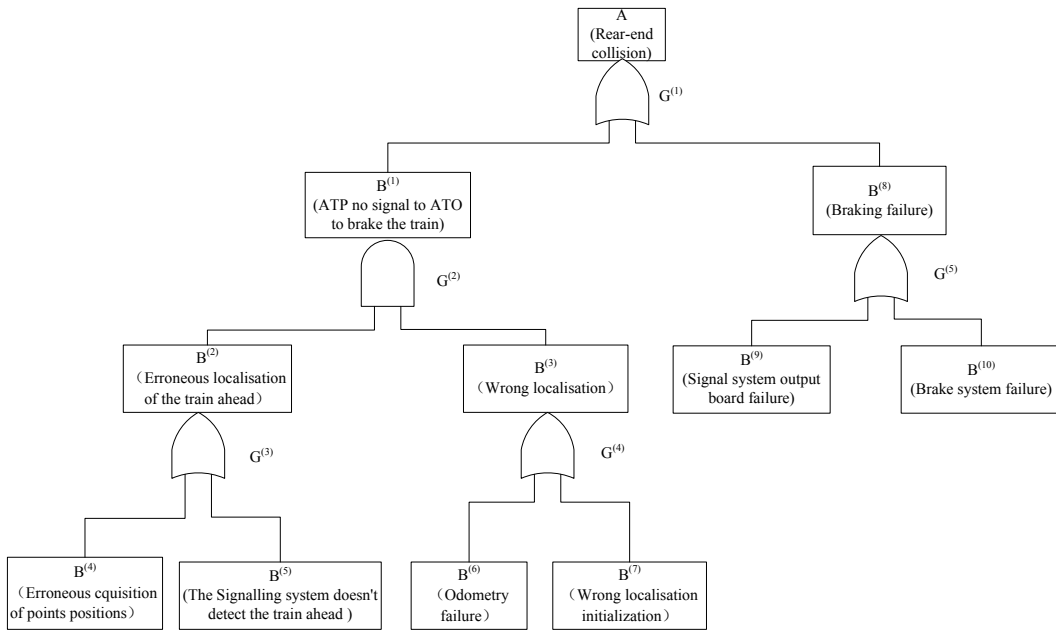 A
(Rear-end
collision)
G(1)
B(1)
(ATP no signal to ATO
to brake the train)
B(8)
(Braking failure)
G(2)
G(5)
B(2)
（Erroneous localisation
of the train ahead）
B(3)
（Wrong localisation）
B(9)
(Signal system output
board failure)
B(10)
(Brake system failure)
G(3)
G(4)
B(4)
（Erroneous cquisition
of points positions）
B(5)
(The Signalling system doesn't
detect the train ahead )
B(6)
（Odometry
failure）
B(7)
（Wrong localisation
initialization）